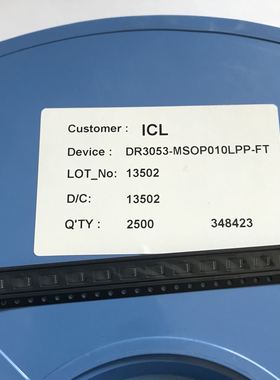 Customer : ICL
Device : DR3053-MSOP010LPP-FT
LOT_No: 13502
D/C: 13502
Q'TY : 2500 348423